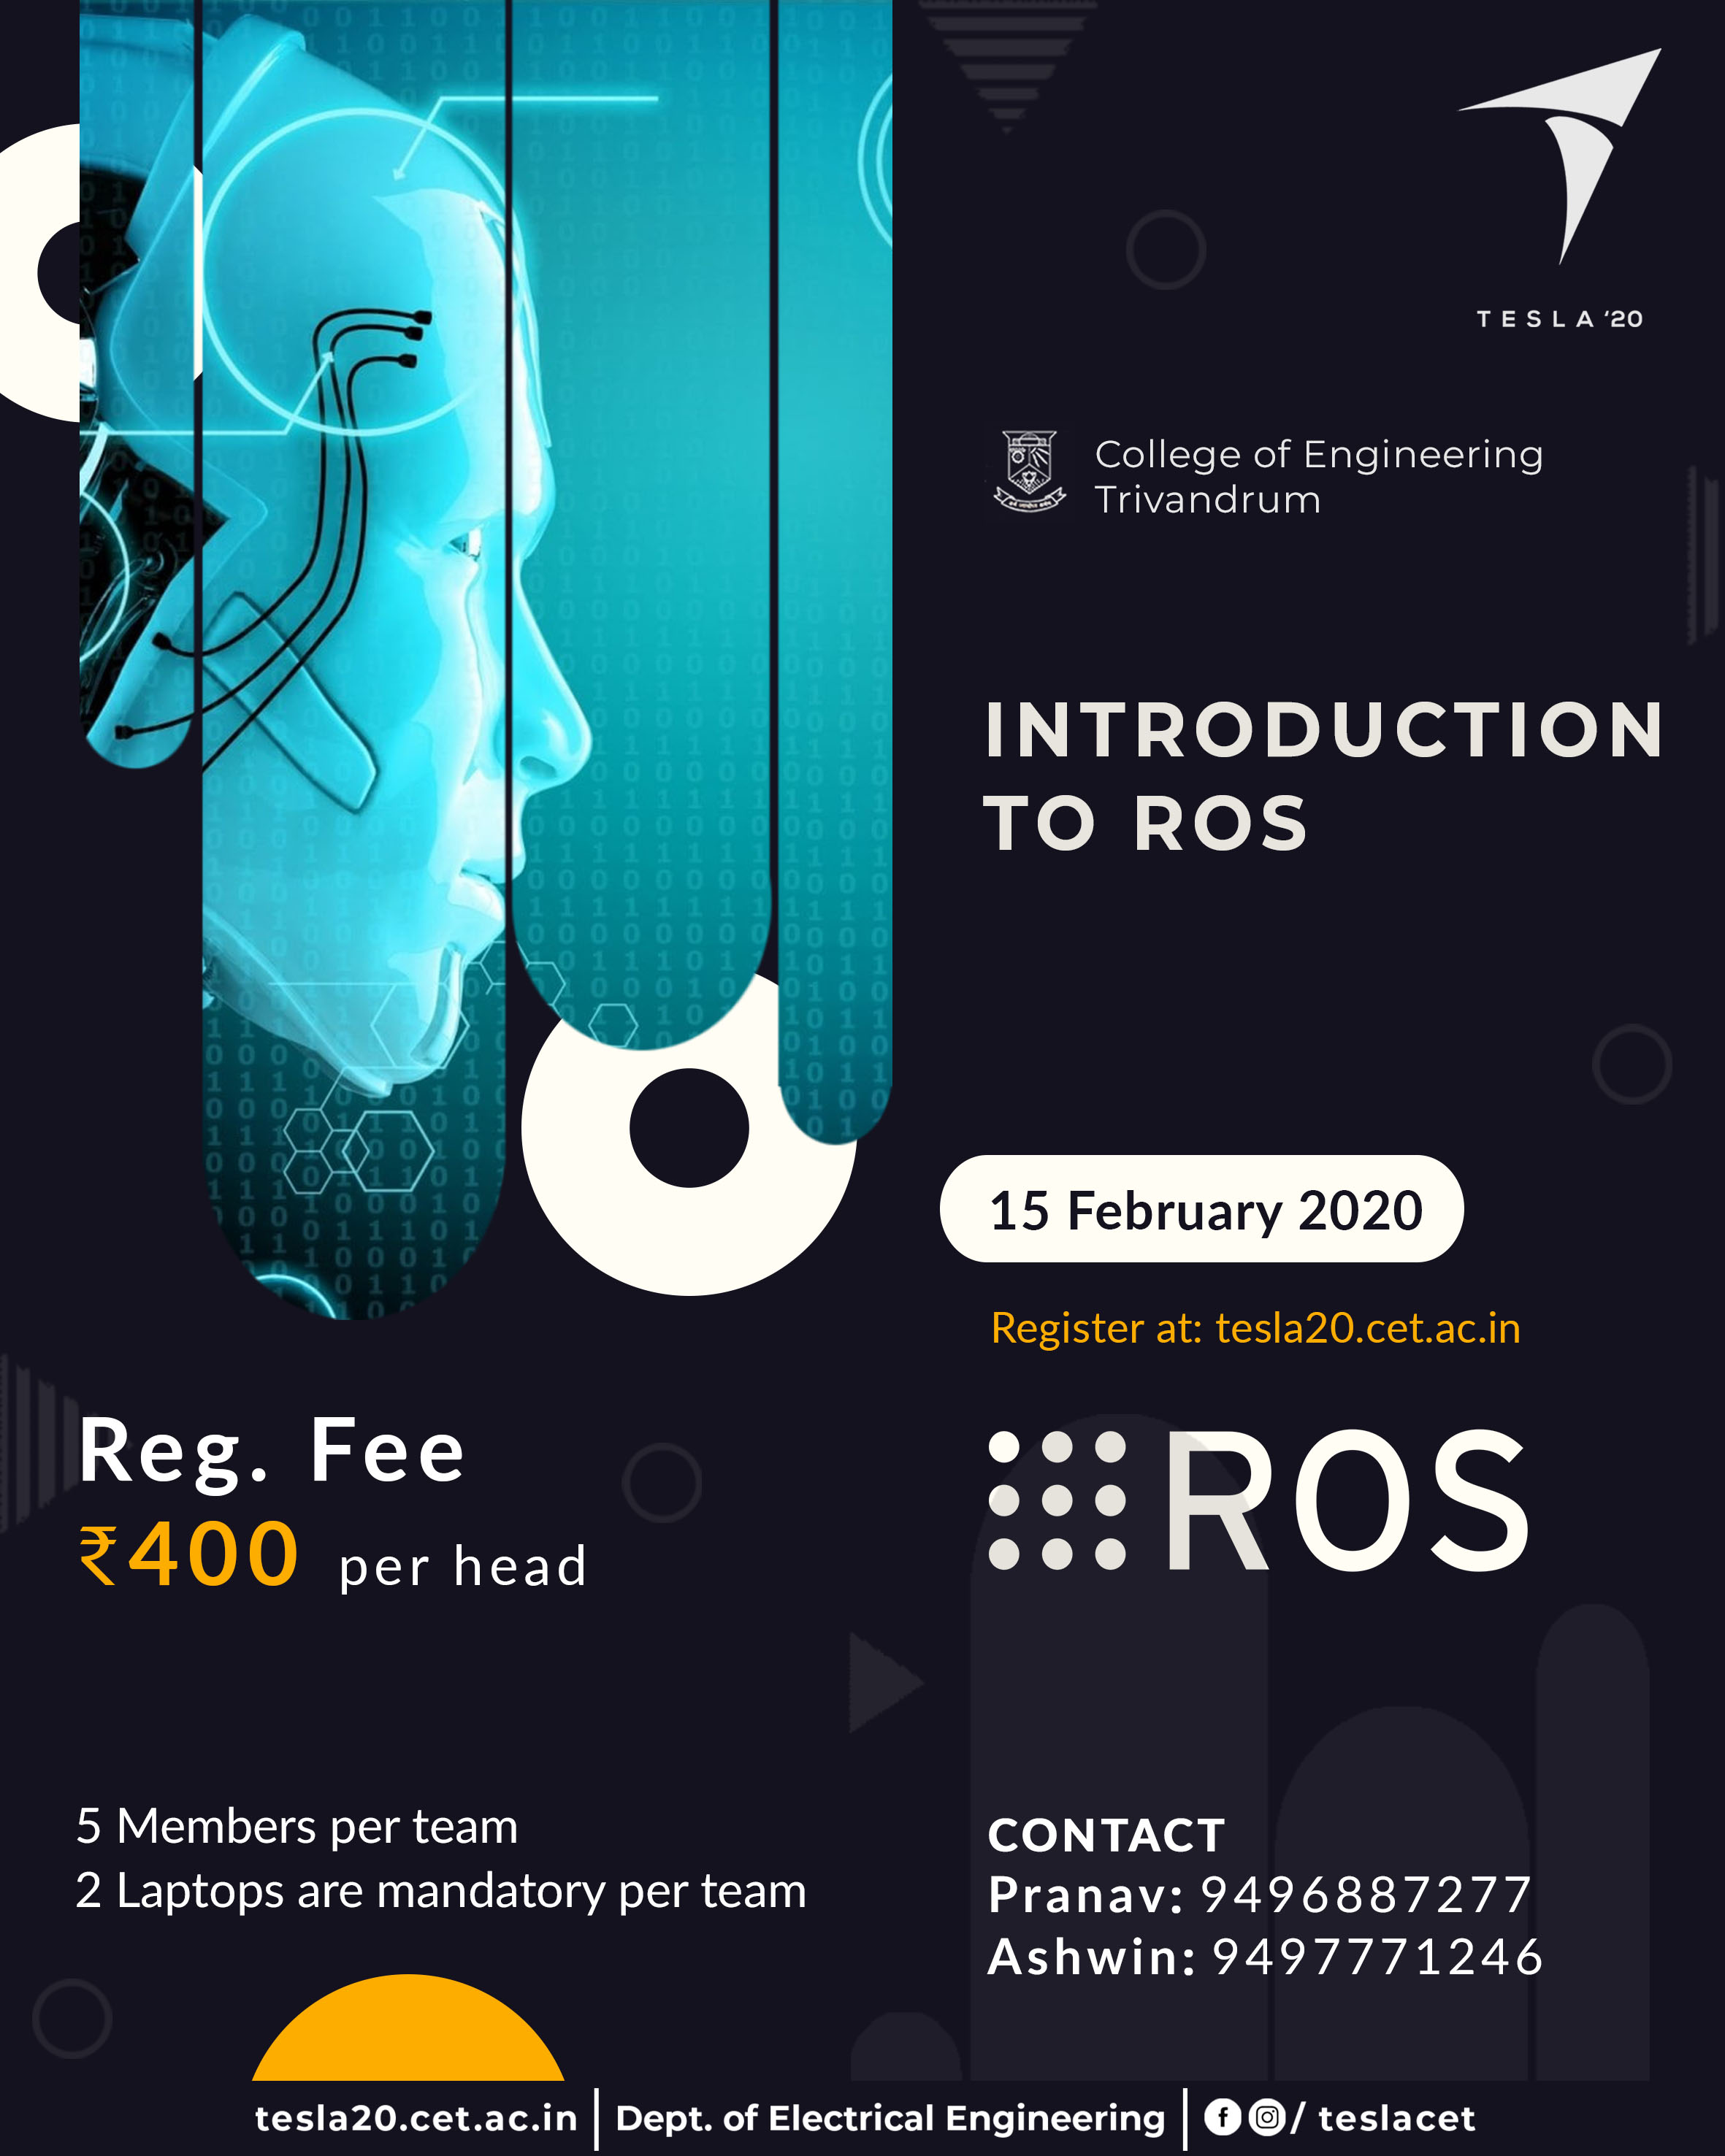 TESLA ‘20
College of Engineering
Trivandrum
INTRODUCTION
TO ROS
15 February 2020
Register at: tesla20.cet.ac.in
Reg. Fee
₹400 per head
ROS
5 Members per team
2 Laptops are mandatory per team
CONTACT
Pranav: 9496887277
Ashwin: 9497771246
tesla20.cet.ac.in | Dept. of Electrical Engineering | / teslacet